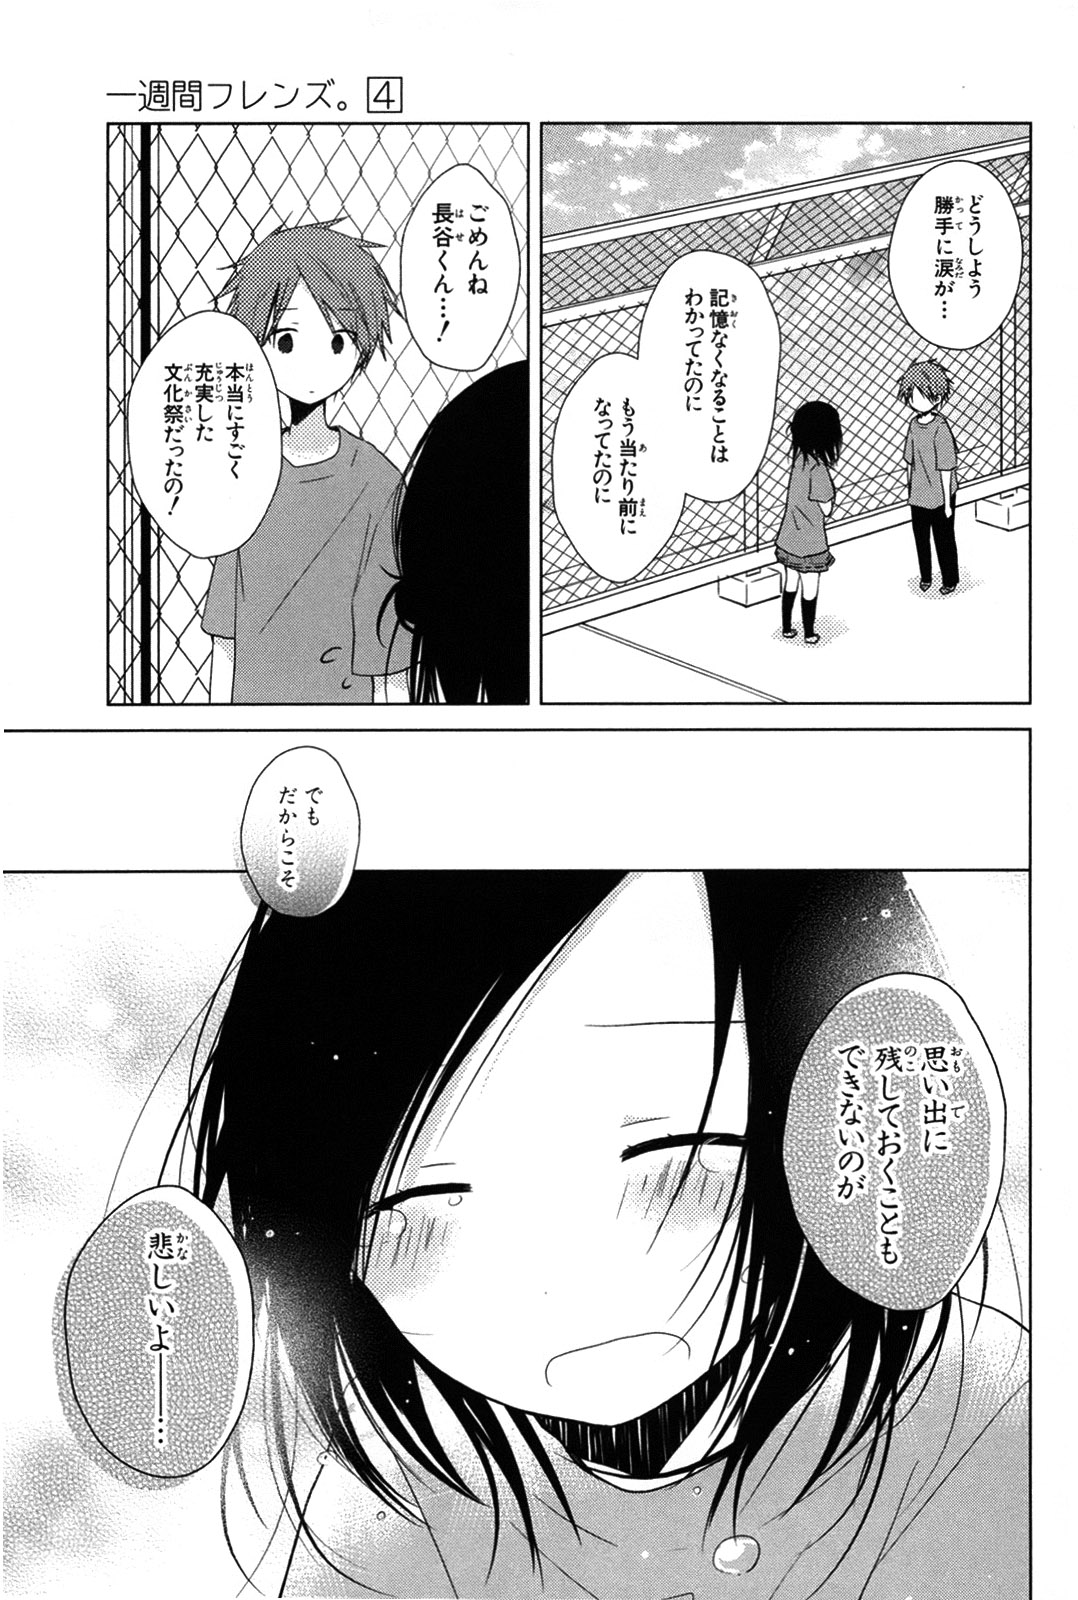 一週間フレンズ。4
どうしよう
勝手に涙が…
記憶なくなることは
わかってたのに
もう当たり前に
なってたのに
ごめんね
長谷くん…!
本当にすごく
充実した
文化祭だったの!
でも
だからこそ
思い出に
残しておくことも
できないのが
悲しいよ――…